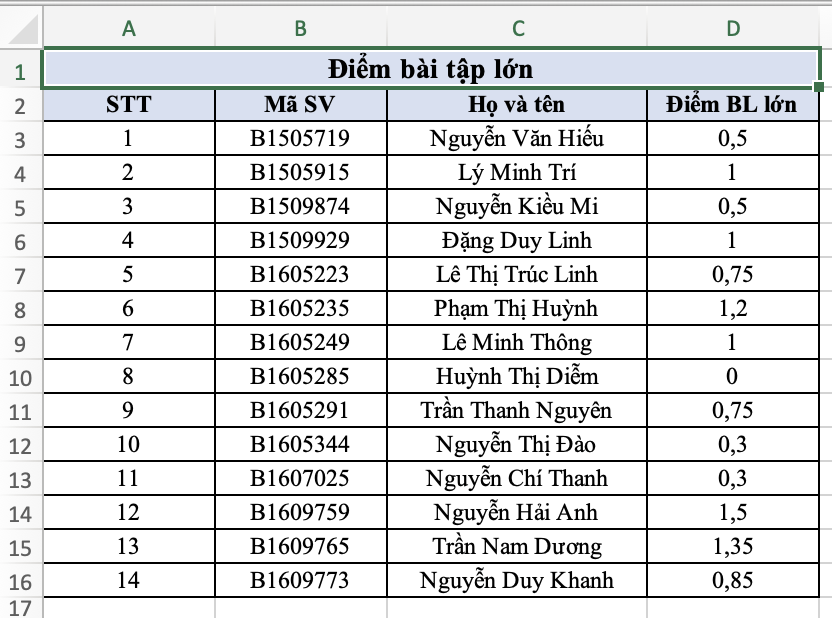 A B C D
1 Điểm bài tập lớn
2 STT Mã SV Họ và tên Điểm BL lớn
3 1 B1505719 Nguyễn Văn Hiếu 0,5
4 2 B1505915 Lý Minh Trí 1
5 3 B1509874 Nguyễn Kiều Mi 0,5
6 4 B1509929 Đặng Duy Linh 1
7 5 B1605223 Lê Thị Trúc Linh 0,75
8 6 B1605235 Phạm Thị Huỳnh 1,2
9 7 B1605249 Lê Minh Thông 1
10 8 B1605285 Huỳnh Thị Diễm 0
11 9 B1605291 Trần Thanh Nguyên 0,75
12 10 B1605344 Nguyễn Thị Đào 0,3
13 11 B1607025 Nguyễn Chí Thanh 0,3
14 12 B1609759 Nguyễn Hải Anh 1,5
15 13 B1609765 Trần Nam Dương 1,35
16 14 B1609773 Nguyễn Duy Khanh 0,85
17